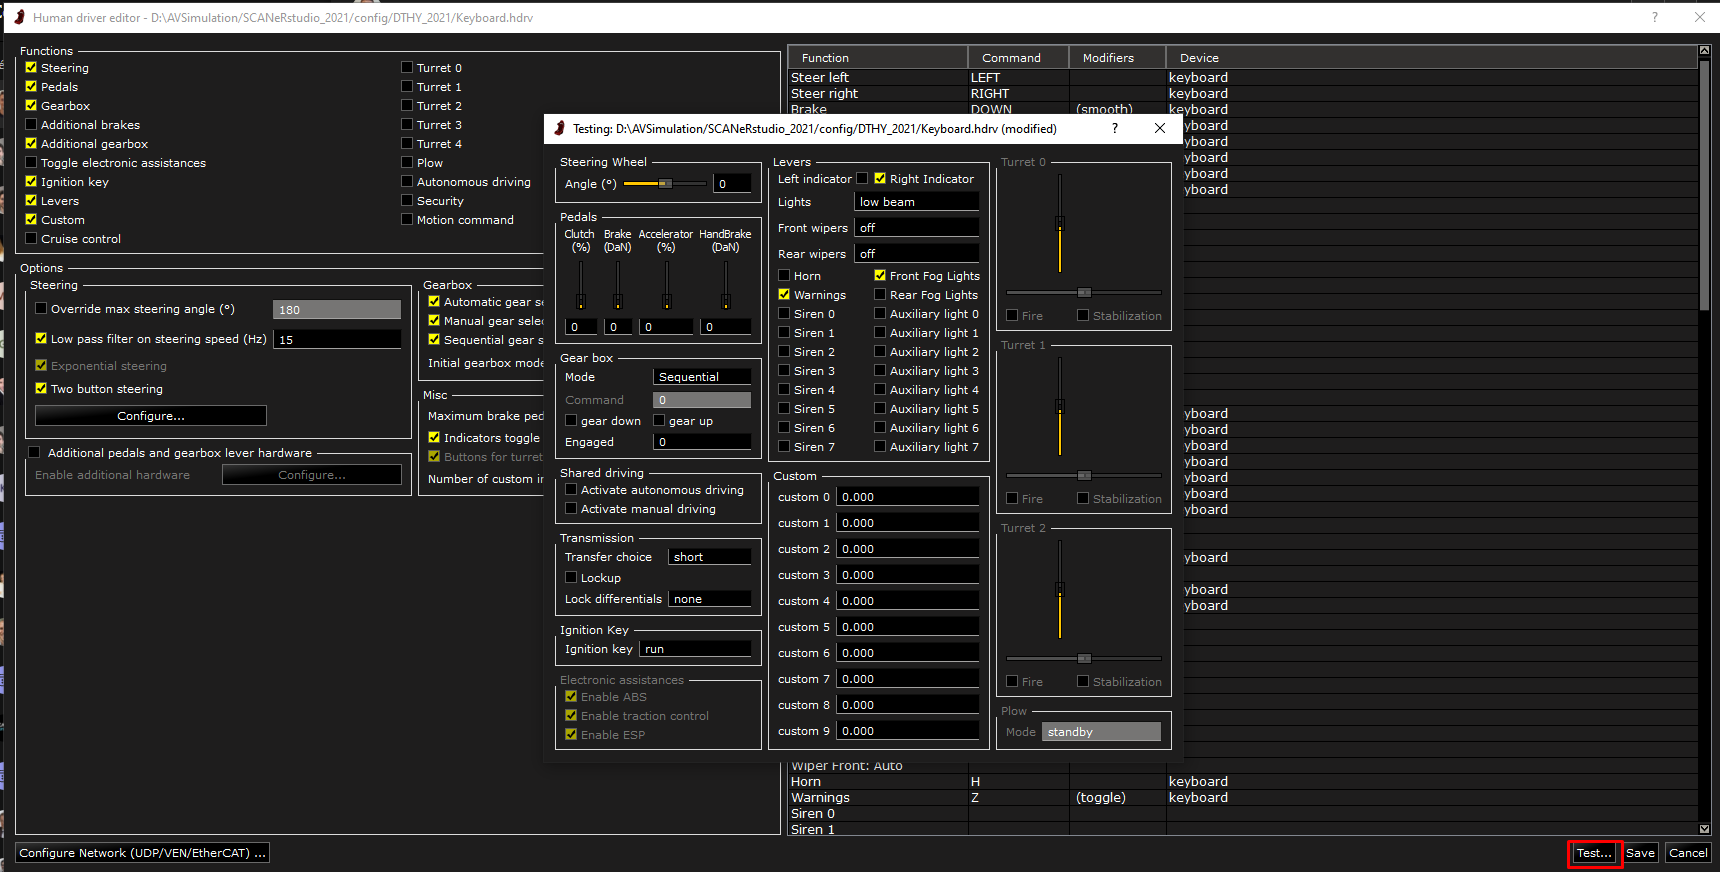 Human driver editor - D:\AVSimulation/SCANeRstudio_2021/config/DTHY_2021/Keyboard.hdrv
Functions
Steering
Pedals
Gearbox
Additional brakes
Additional gearbox
Toggle electronic assistances
Ignition key
Levers
Custom
Cruise control
Turret 0
Turret 1
Turret 2
Turret 3
Turret 4
Plow
Autonomous driving
Security
Motion command
Options
Steering
Override max steering angle (°) 180
Low pass filter on steering speed (Hz) 15
Exponential steering
Two button steering
Configure...
Additional pedals and gearbox lever hardware
Enable additional hardware Configure...
Gearbox
Automatic gear se
Manual gear selec
Sequential gear s
Initial gearbox mode
Misc
Maximum brake ped
Indicators toggle
Buttons for turret
Number of custom in
Function Command Modifiers Device
Steer left LEFT keyboard
Steer right RIGHT keyboard
Brake DOWN (smooth) keyboard
yboard
yboard
yboard
yboard
yboard
Testing: D:\AVSimulation/SCANeRstudio_2021/config/DTHY_2021/Keyboard.hdrv (modified)
?
Steering Wheel
Angle (°) 0
Pedals
Clutch (%) Brake (DaN) Accelerator (%) HandBrake (DaN)
0 0 0 0
Gear box
Mode Sequential
Command 0
gear down gear up
Engaged 0
Shared driving
Activate autonomous driving
Activate manual driving
Transmission
Transfer choice short
Lockup
Lock differentials none
Ignition Key
Ignition key run
Electronic assistances
Enable ABS
Enable traction control
Enable ESP
Levers
Left indicator Right Indicator
Lights low beam
Front wipers off
Rear wipers off
Horn Front Fog Lights
Warnings Rear Fog Lights
Siren 0 Auxiliary light 0
Siren 1 Auxiliary light 1
Siren 2 Auxiliary light 2
Siren 3 Auxiliary light 3
Siren 4 Auxiliary light 4
Siren 5 Auxiliary light 5
Siren 6 Auxiliary light 6
Siren 7 Auxiliary light 7
Custom
custom 0 0.000
custom 1 0.000
custom 2 0.000
custom 3 0.000
custom 4 0.000
custom 5 0.000
custom 6 0.000
custom 7 0.000
custom 8 0.000
custom 9 0.000
Turret 0
Fire Stabilization
Turret 1
Fire Stabilization
Turret 2
Fire Stabilization
Plow
Mode standby
yboard
yboard
yboard
yboard
yboard
yboard
yboard
yboard
yboard
yboard
Wiper Front: Auto
Horn H keyboard
Warnings Z (toggle) keyboard
Siren 0
Siren 1
Configure Network (UDP/VEN/EtherCAT) ...
Test... Save Cancel